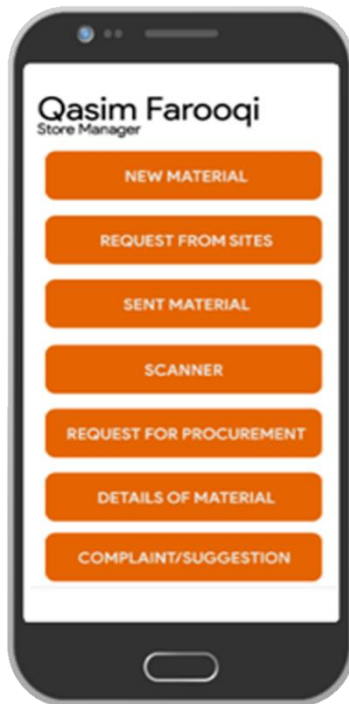 Qasim Farooqi
Store Manager
NEW MATERIAL
REQUEST FROM SITES
SENT MATERIAL
SCANNER
REQUEST FOR PROCUREMENT
DETAILS OF MATERIAL
COMPLAINT/SUGGESTION